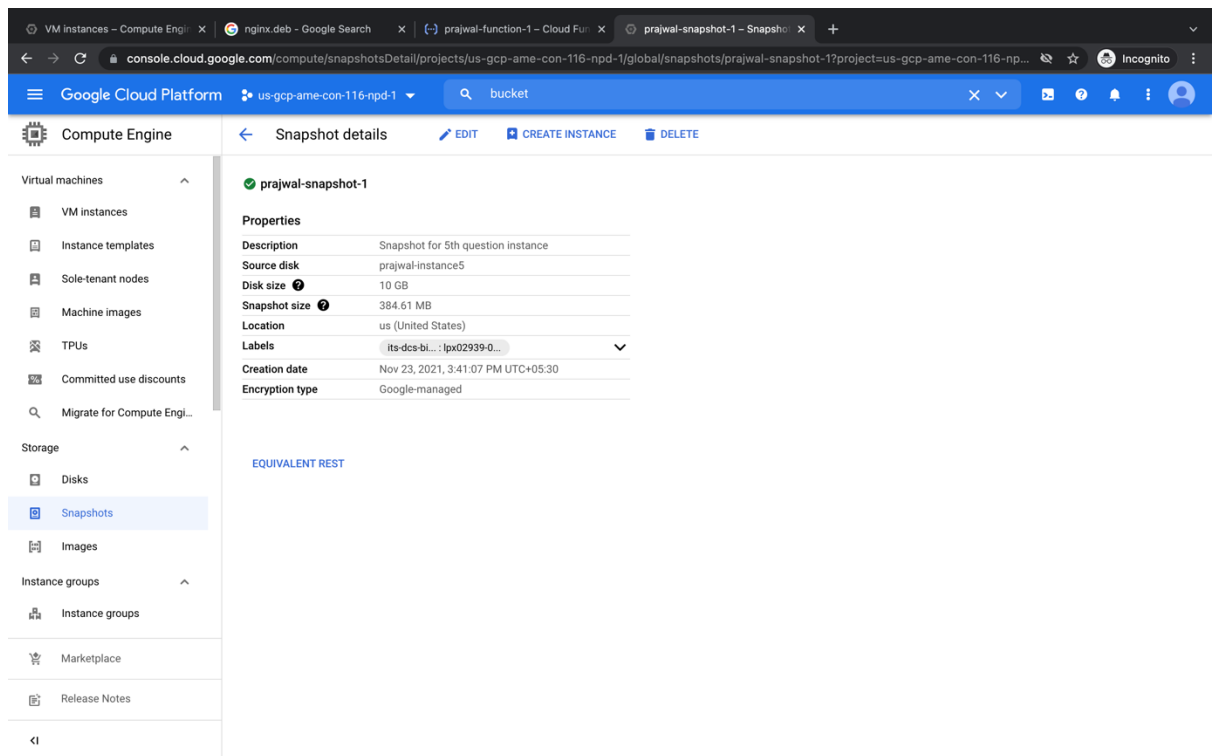 VM instances – Compute Engin
nginx.deb - Google Search
prajwal-function-1 – Cloud Fun
prajwal-snapshot-1 – Snapshot
console.cloud.google.com/compute/snapshotsDetail/projects/us-gcp-ame-con-116-npd-1/global/snapshots/prajwal-snapshot-1?project=us-gcp-ame-con-116-np...
Incognito
Google Cloud Platform
us-gcp-ame-con-116-npd-1
bucket
Compute Engine
Snapshot details
EDIT
CREATE INSTANCE
DELETE
Virtual machines
VM instances
Instance templates
Sole-tenant nodes
Machine images
TPUs
Committed use discounts
Migrate for Compute Engi...
Storage
Disks
Snapshots
Images
Instance groups
Instance groups
Marketplace
Release Notes
prajwal-snapshot-1
Properties
Description Snapshot for 5th question instance
Source disk prajwal-instance5
Disk size 10 GB
Snapshot size 384.61 MB
Location us (United States)
Labels its-dcs-bi... : lpx02939-0...
Creation date Nov 23, 2021, 3:41:07 PM UTC+05:30
Encryption type Google-managed
EQUIVALENT REST